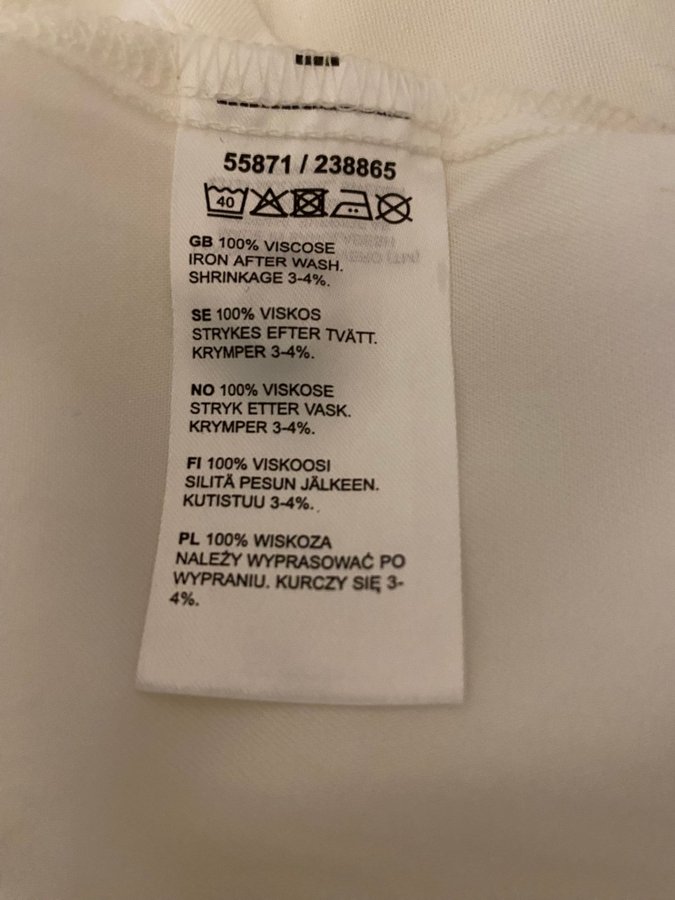 55871 / 238865
40
GB 100% VISCOSE
IRON AFTER WASH.
SHRINKAGE 3-4%.
SE 100% VISKOS
STRYKES EFTER TVÄTT.
KRYMPER 3-4%.
NO 100% VISKOSE
STRYK ETTER VASK.
KRYMPER 3-4%.
FI 100% VISKOOSI
SILITÄ PESUN JÄLKEEN.
KUTISTUU 3-4%.
PL 100% WISKOZA
NALEŻY WYPRASOWAĆ PO
WYPRANIU. KURCZY SIĘ 3-
4%.